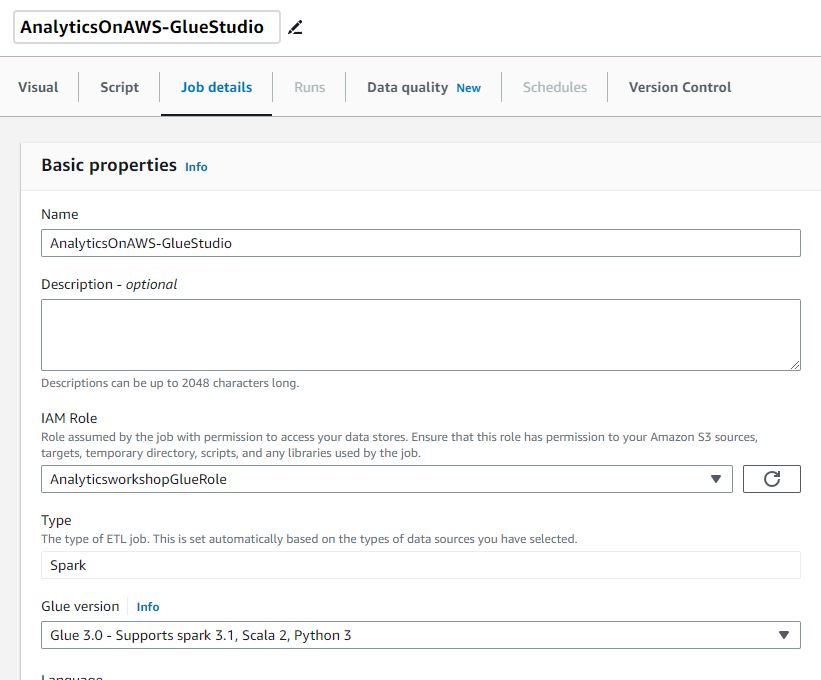 AnalyticsOnAWS-GlueStudio
Visual Script Job details Runs Data quality New Schedules Version Control
Basic properties Info
Name
AnalyticsOnAWS-GlueStudio
Description - optional
Descriptions can be up to 2048 characters long.
IAM Role
Role assumed by the job with permission to access your data stores. Ensure that this role has permission to your Amazon S3 sources,
targets, temporary directory, scripts, and any libraries used by the job.
AnalyticsworkshopGlueRole
Type
The type of ETL job. This is set automatically based on the types of data sources you have selected.
Spark
Glue version Info
Glue 3.0 - Supports spark 3.1, Scala 2, Python 3
Language